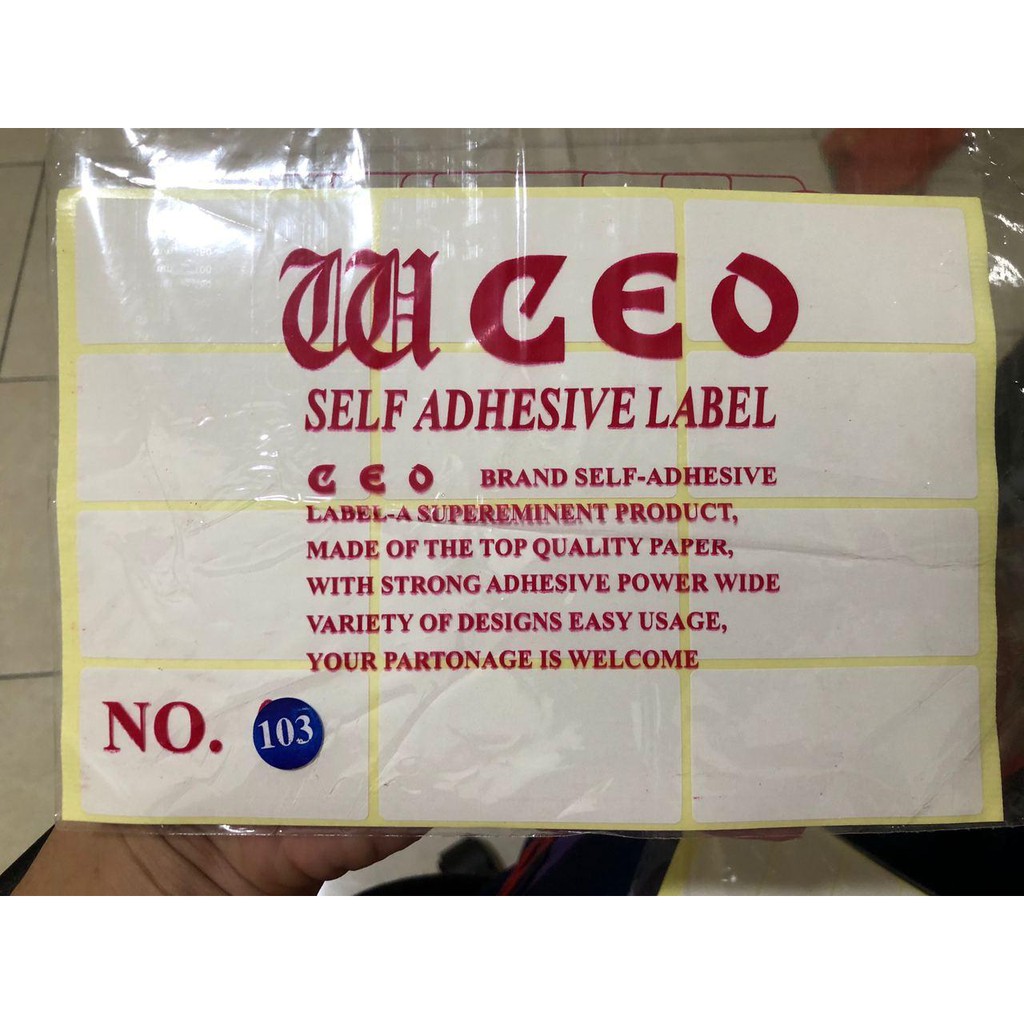 W CEO
SELF ADHESIVE LABEL
CEO BRAND SELF-ADHESIVE
LABEL-A SUPEREMINENT PRODUCT,
MADE OF THE TOP QUALITY PAPER,
WITH STRONG ADHESIVE POWER WIDE
VARIETY OF DESIGNS EASY USAGE,
YOUR PARTONAGE IS WELCOME
NO. 103